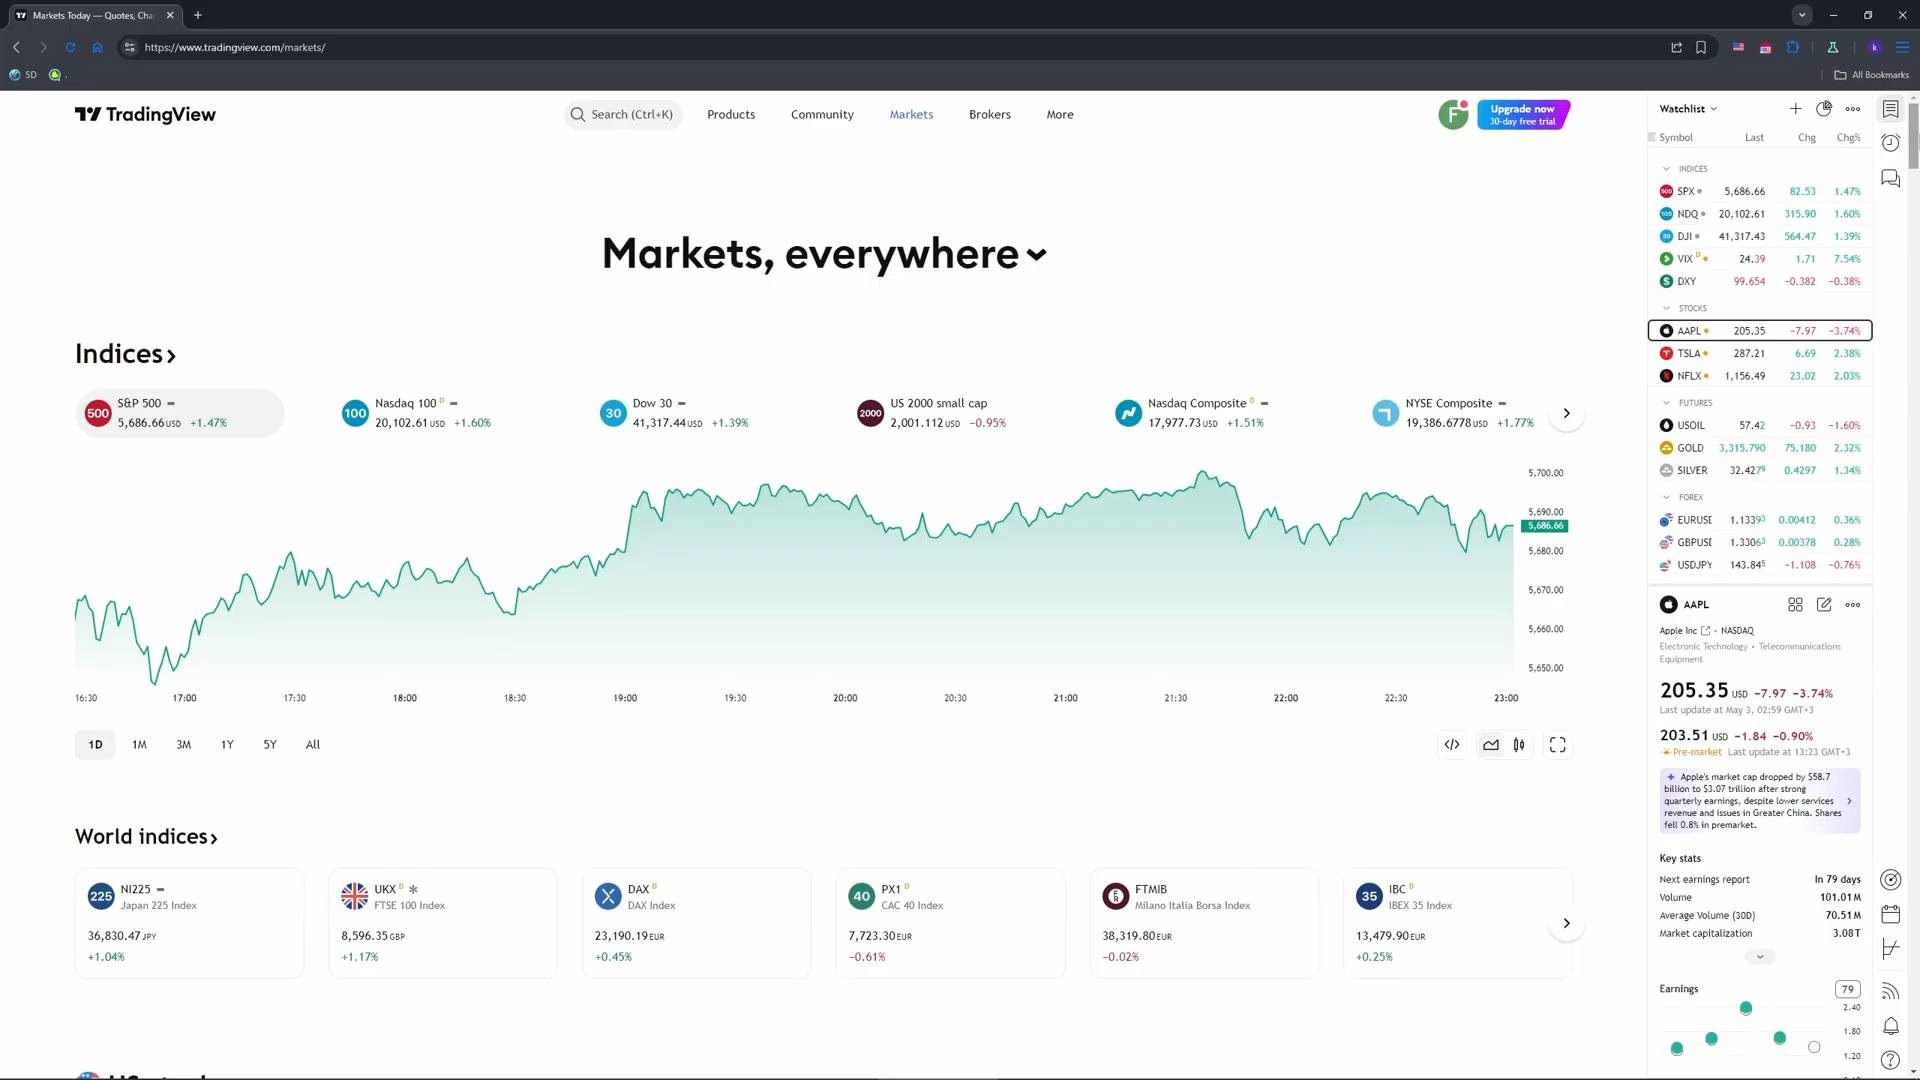 Markets Today — Quotes, Cha
https://www.tradingview.com/markets/
k
SD
All Bookmarks
TradingView
Search (Ctrl+K)
Products
Community
Markets
Brokers
More
F
Upgrade now
30-day free trial
Markets, everywhere
Indices
500
S&P 500
5,686.66 USD +1.47%
100
Nasdaq 100 D
20,102.61 USD +1.60%
30
Dow 30
41,317.44 USD +1.39%
2000
US 2000 small cap
2,001.112 USD −0.95%
Nasdaq Composite D
17,977.73 USD +1.51%
NYSE Composite
19,386.6778 USD +1.77%
5,700.00
5,690.00
5,686.66
5,680.00
5,670.00
5,660.00
5,650.00
16:30 17:00 17:30 18:00 18:30 19:00 19:30 20:00 20:30 21:00 21:30 22:00 22:30 23:00
1D 1M 3M 1Y 5Y All
World indices
225
NI225
Japan 225 Index
36,830.47 JPY
+1.04%
UKX D
FTSE 100 Index
8,596.35 GBP
+1.17%
DAX D
DAX Index
23,190.19 EUR
+0.45%
40
PX1 D
CAC 40 Index
7,723.30 EUR
−0.61%
FTMIB
Milano Italia Borsa Index
38,319.80 EUR
−0.02%
35
IBC D
IBEX 35 Index
13,479.90 EUR
+0.25%
Watchlist
Symbol Last Chg Chg%
INDICES
SPX 5,686.66 82.53 1.47%
NDQ 20,102.61 315.90 1.60%
DJI 41,317.43 564.47 1.39%
VIX D 24.39 1.71 7.54%
DXY 99.654 −0.382 −0.38%
STOCKS
AAPL 205.35 −7.97 −3.74%
TSLA 287.21 6.69 2.38%
NFLX 1,156.49 23.02 2.03%
FUTURES
USOIL 57.42 −0.93 −1.60%
GOLD 3,315.790 75.180 2.32%
SILVER 32.4279 0.4297 1.34%
FOREX
EURUSD 1.13393 0.00412 0.36%
GBPUSD 1.33063 0.00378 0.28%
USDJPY 143.845 −1.108 −0.76%
AAPL
Apple Inc • NASDAQ
Electronic Technology • Telecommunications
Equipment
205.35 USD −7.97 −3.74%
Last update at May 3, 02:59 GMT+3
203.51 USD −1.84 −0.90%
Pre-market Last update at 13:23 GMT+3
Apple's market cap dropped by $58.7
billion to $3.07 trillion after strong
quarterly earnings, despite lower services
revenue and issues in Greater China. Shares
fell 0.8% in premarket.
Key stats
Next earnings report In 79 days
Volume 101.01 M
Average Volume (30D) 70.51 M
Market capitalization 3.08 T
Earnings 79
2.40
1.80
1.20